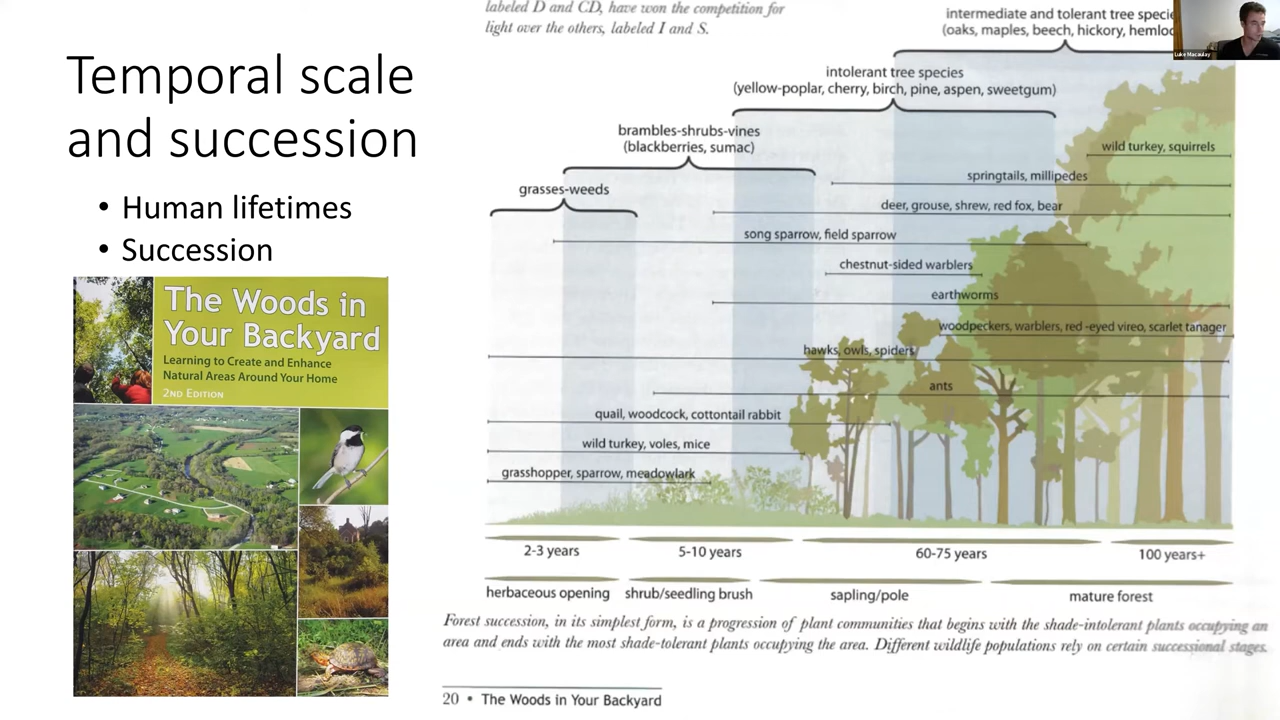 Temporal scale
and succession
• Human lifetimes
• Succession
The Woods in
Your Backyard
Learning to Create and Enhance
Natural Areas Around Your Home
2ND EDITION
labeled D and CD, have won the competition for
light over the others, labeled I and S.
intermediate and tolerant tree
(oaks, maples, beech, hickory,
Luke Macaulay
intolerant tree species
(yellow-poplar, cherry, birch, pine, aspen, sweetgum)
brambles-shrubs-vines
(blackberries, sumac)
grasses-weeds
wild turkey, squirrels
springtails, millipedes
deer, grouse, shrew, red fox, bear
song sparrow, field sparrow
chestnut-sided warblers
earthworms
woodpeckers, warblers, red-eyed vireo, scarlet tanager
hawks, owls, spiders
ants
quail, woodcock, cottontail rabbit
wild turkey, voles, mice
grasshopper, sparrow, meadowlark
2-3 years 5-10 years 60-75 years 100 years+
herbaceous opening shrub/seedling brush sapling/pole mature forest
Forest succession, in its simplest form, is a progression of plant communities that begins with the shade-intolerant plants occupying an
area and ends with the most shade-tolerant plants occupying the area. Different wildlife populations rely on certain successional stages.
20 • The Woods in Your Backyard